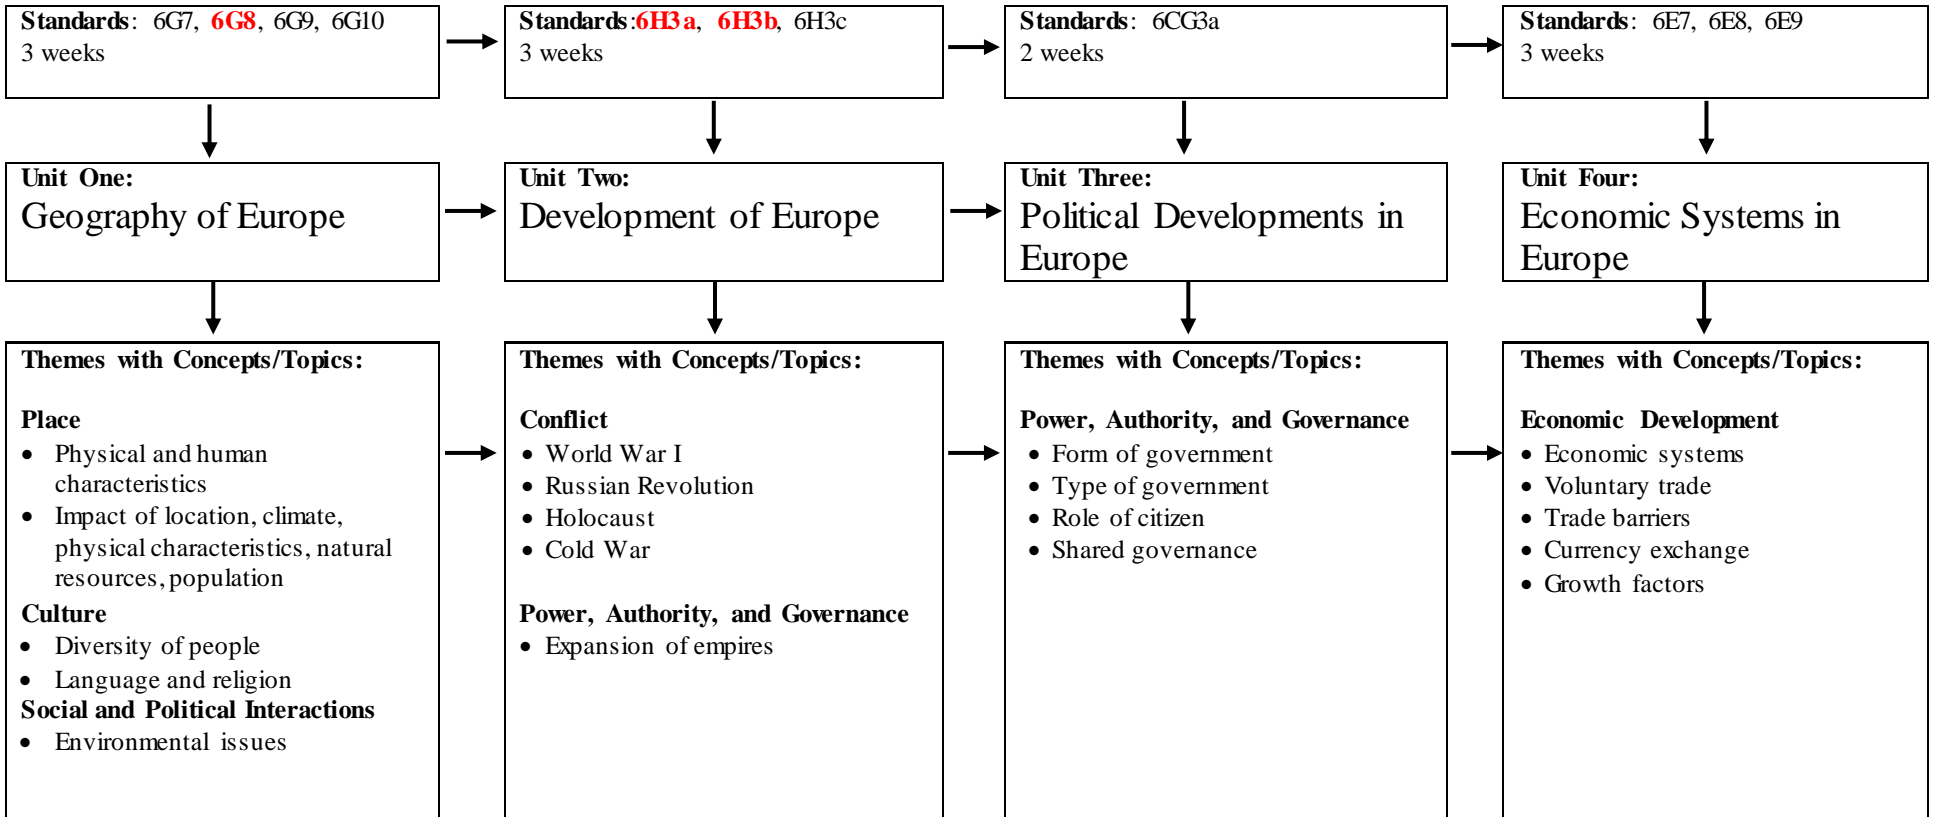 Standards: 6G7, 6G8, 6G9, 6G10
3 weeks
Standards:6H3a, 6H3b, 6H3c
3 weeks
Standards: 6CG3a
2 weeks
Standards: 6E7, 6E8, 6E9
3 weeks
Unit One:
Geography of Europe
Unit Two:
Development of Europe
Unit Three:
Political Developments in
Europe
Unit Four:
Economic Systems in
Europe
Themes with Concepts/Topics:
Place
• Physical and human
characteristics
• Impact of location, climate,
physical characteristics, natural
resources, population
Culture
• Diversity of people
• Language and religion
Social and Political Interactions
• Environmental issues
Themes with Concepts/Topics:
Conflict
• World War I
• Russian Revolution
• Holocaust
• Cold War
Power, Authority, and Governance
• Expansion of empires
Themes with Concepts/Topics:
Power, Authority, and Governance
• Form of government
• Type of government
• Role of citizen
• Shared governance
Themes with Concepts/Topics:
Economic Development
• Economic systems
• Voluntary trade
• Trade barriers
• Currency exchange
• Growth factors